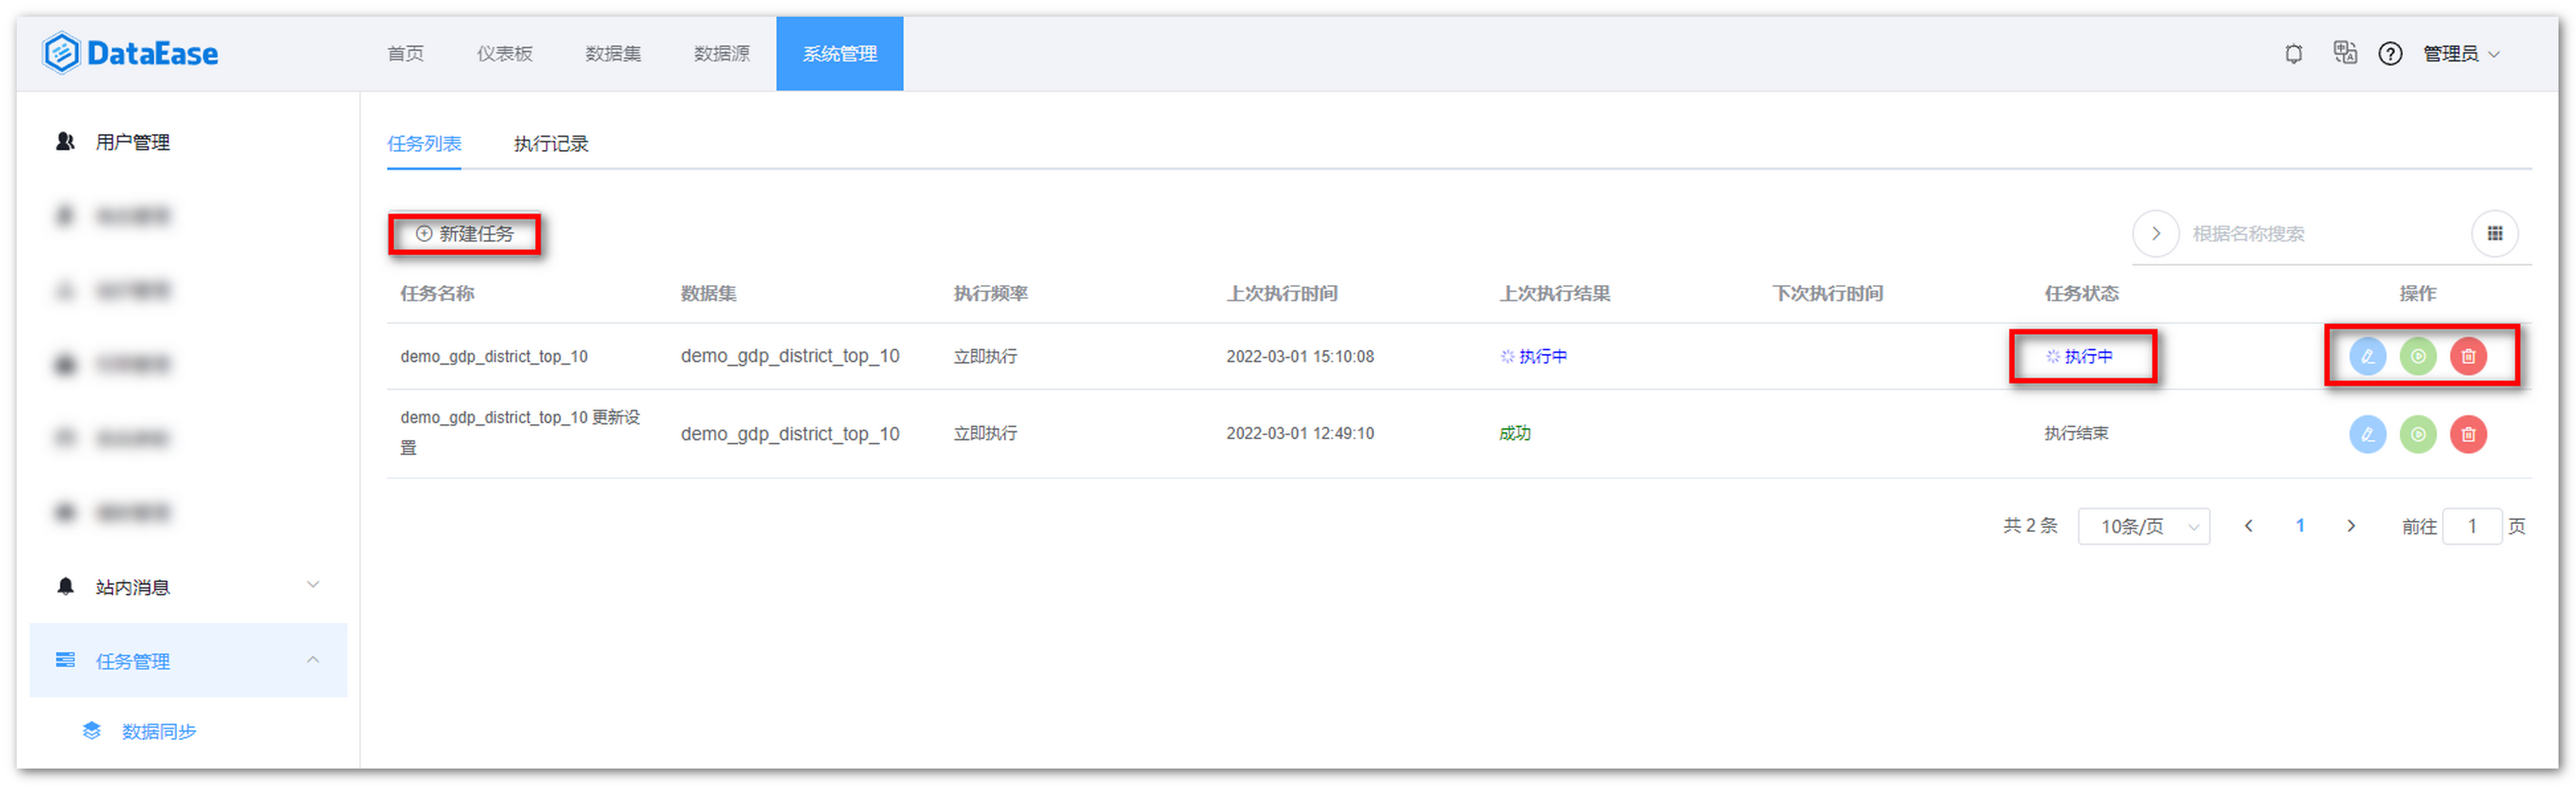 DataEase
首页 仪表板 数据集 数据源 系统管理 管理员
用户管理
站内消息
任务管理
数据同步
任务列表 执行记录
新建任务
根据名称搜索
任务名称 数据集 执行频率 上次执行时间 上次执行结果 下次执行时间 任务状态 操作
demo_gdp_district_top_10 demo_gdp_district_top_10 立即执行 2022-03-01 15:10:08 执行中 执行中
demo_gdp_district_top_10 更新设
置 demo_gdp_district_top_10 立即执行 2022-03-01 12:49:10 成功 执行结束
共 2 条 10条/页 1 前往 1 页